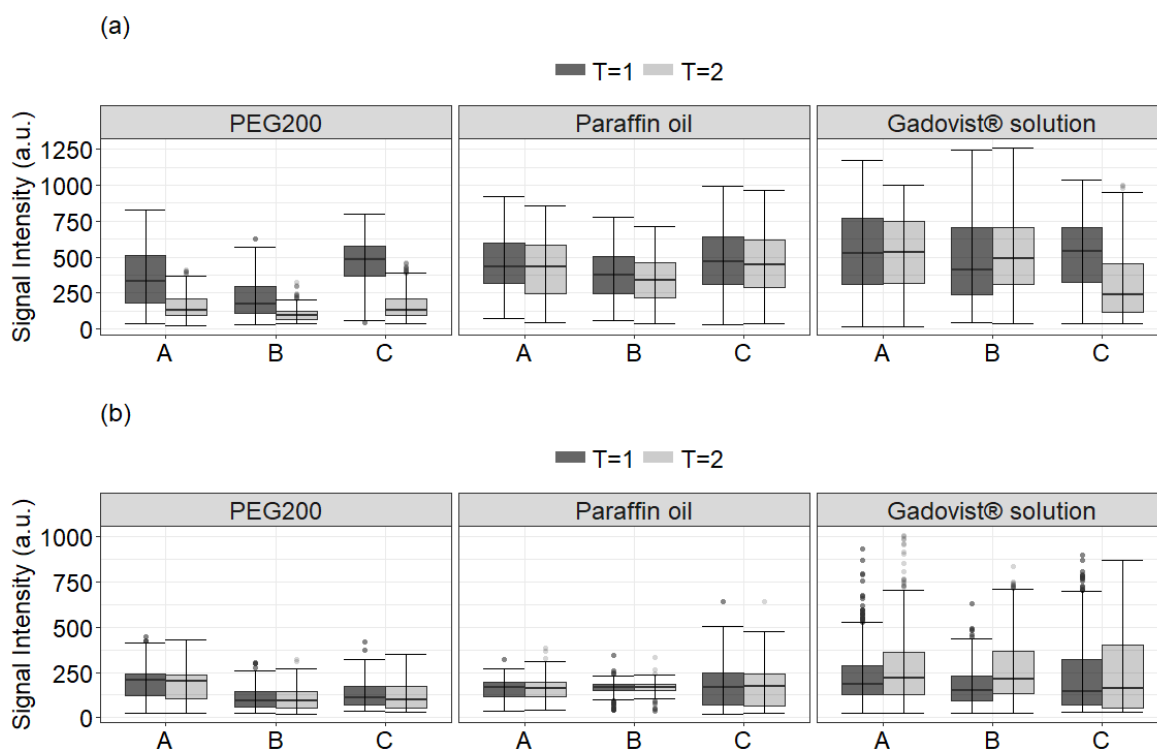 (a)
T=1 T=2
PEG200 Paraffin oil Gadovist® solution
Signal Intensity (a.u.)
1250
1000
750
500
250
0
A B C A B C A B C
(b)
T=1 T=2
PEG200 Paraffin oil Gadovist® solution
Signal Intensity (a.u.)
1000
750
500
250
0
A B C A B C A B C